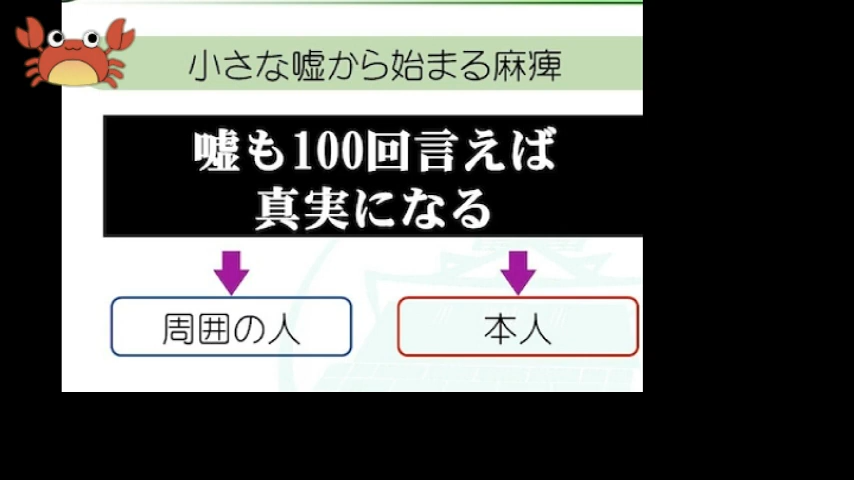 小さな嘘から始まる麻痺
嘘も100回言えば
真実になる
周囲の人
本人